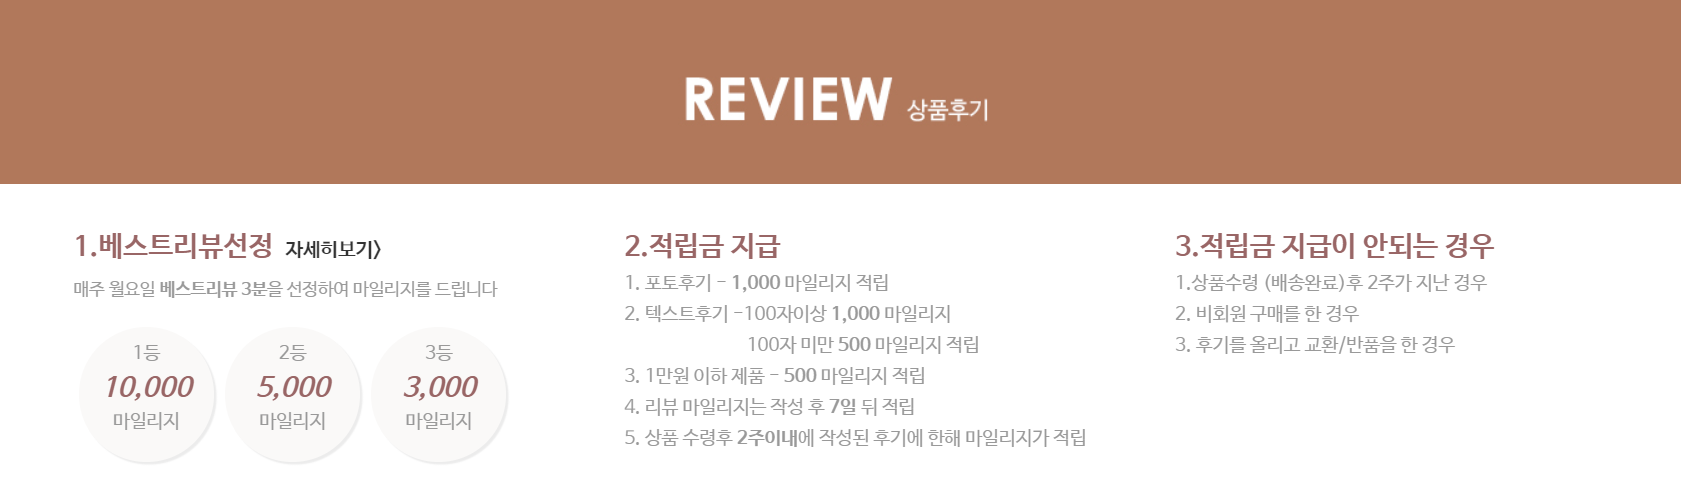 REVIEW 상품후기
1.베스트리뷰선정 자세히보기>
매주 월요일 베스트리뷰 3분을 선정하여 마일리지를 드립니다
1등
10,000
마일리지
2등
5,000
마일리지
3등
3,000
마일리지
2.적립금 지급
1. 포토후기 - 1,000 마일리지 적립
2. 텍스트후기 -100자이상 1,000 마일리지
100자 미만 500 마일리지 적립
3. 1만원 이하 제품 - 500 마일리지 적립
4. 리뷰 마일리지는 작성 후 7일 뒤 적립
5. 상품 수령후 2주이내에 작성된 후기에 한해 마일리지가 적립
3.적립금 지급이 안되는 경우
1.상품수령 (배송완료)후 2주가 지난 경우
2. 비회원 구매를 한 경우
3. 후기를 올리고 교환/반품을 한 경우